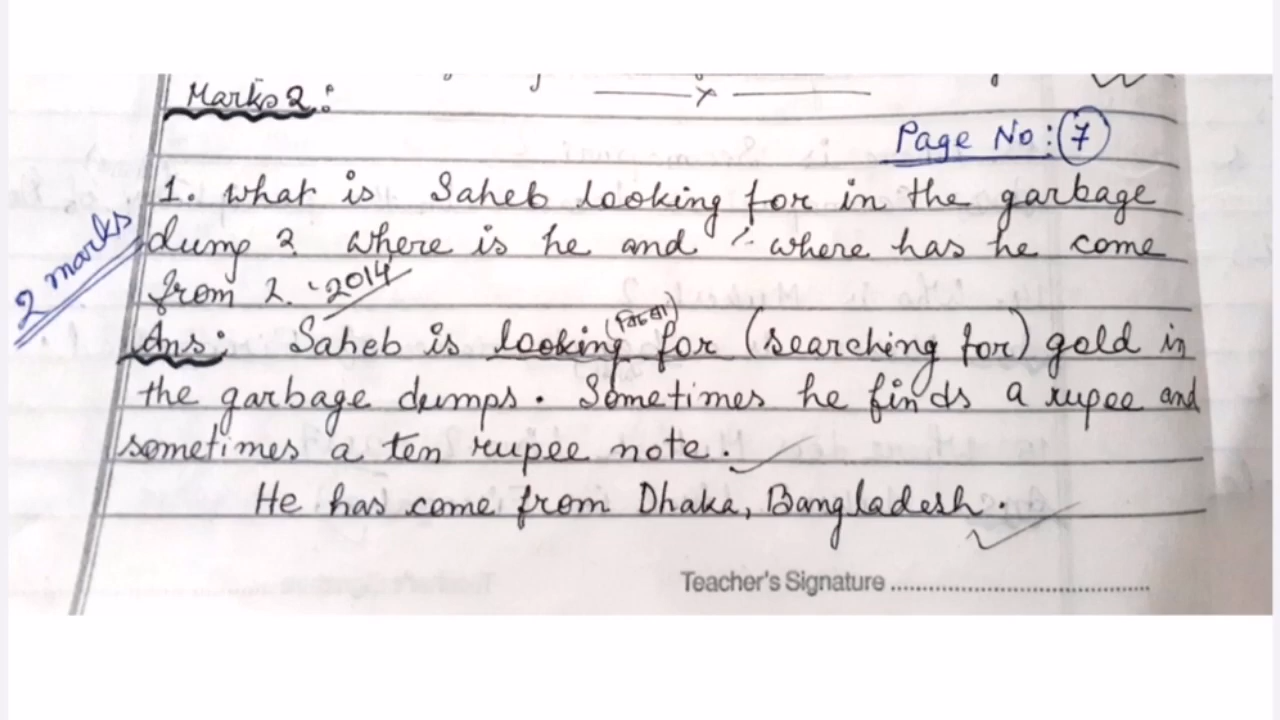 Marks 2:
Page No: 7
1. What is Saheb looking for in the garbage
2 marks
dump? Where is he and where has he come
from ?. '2014
Ans: Saheb is looking for (searching for) gold in
the garbage dumps. Sometimes he finds a rupee and
sometimes a ten rupee note.
He has come from Dhaka, Bangladesh.
Teacher's Signature